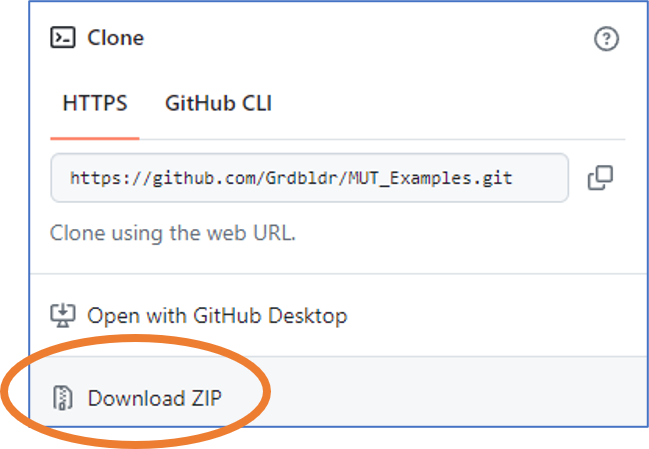 Clone
HTTPS GitHub CLI
https://github.com/Grdbldr/MUT_Examples.git
Clone using the web URL.
Open with GitHub Desktop
Download ZIP